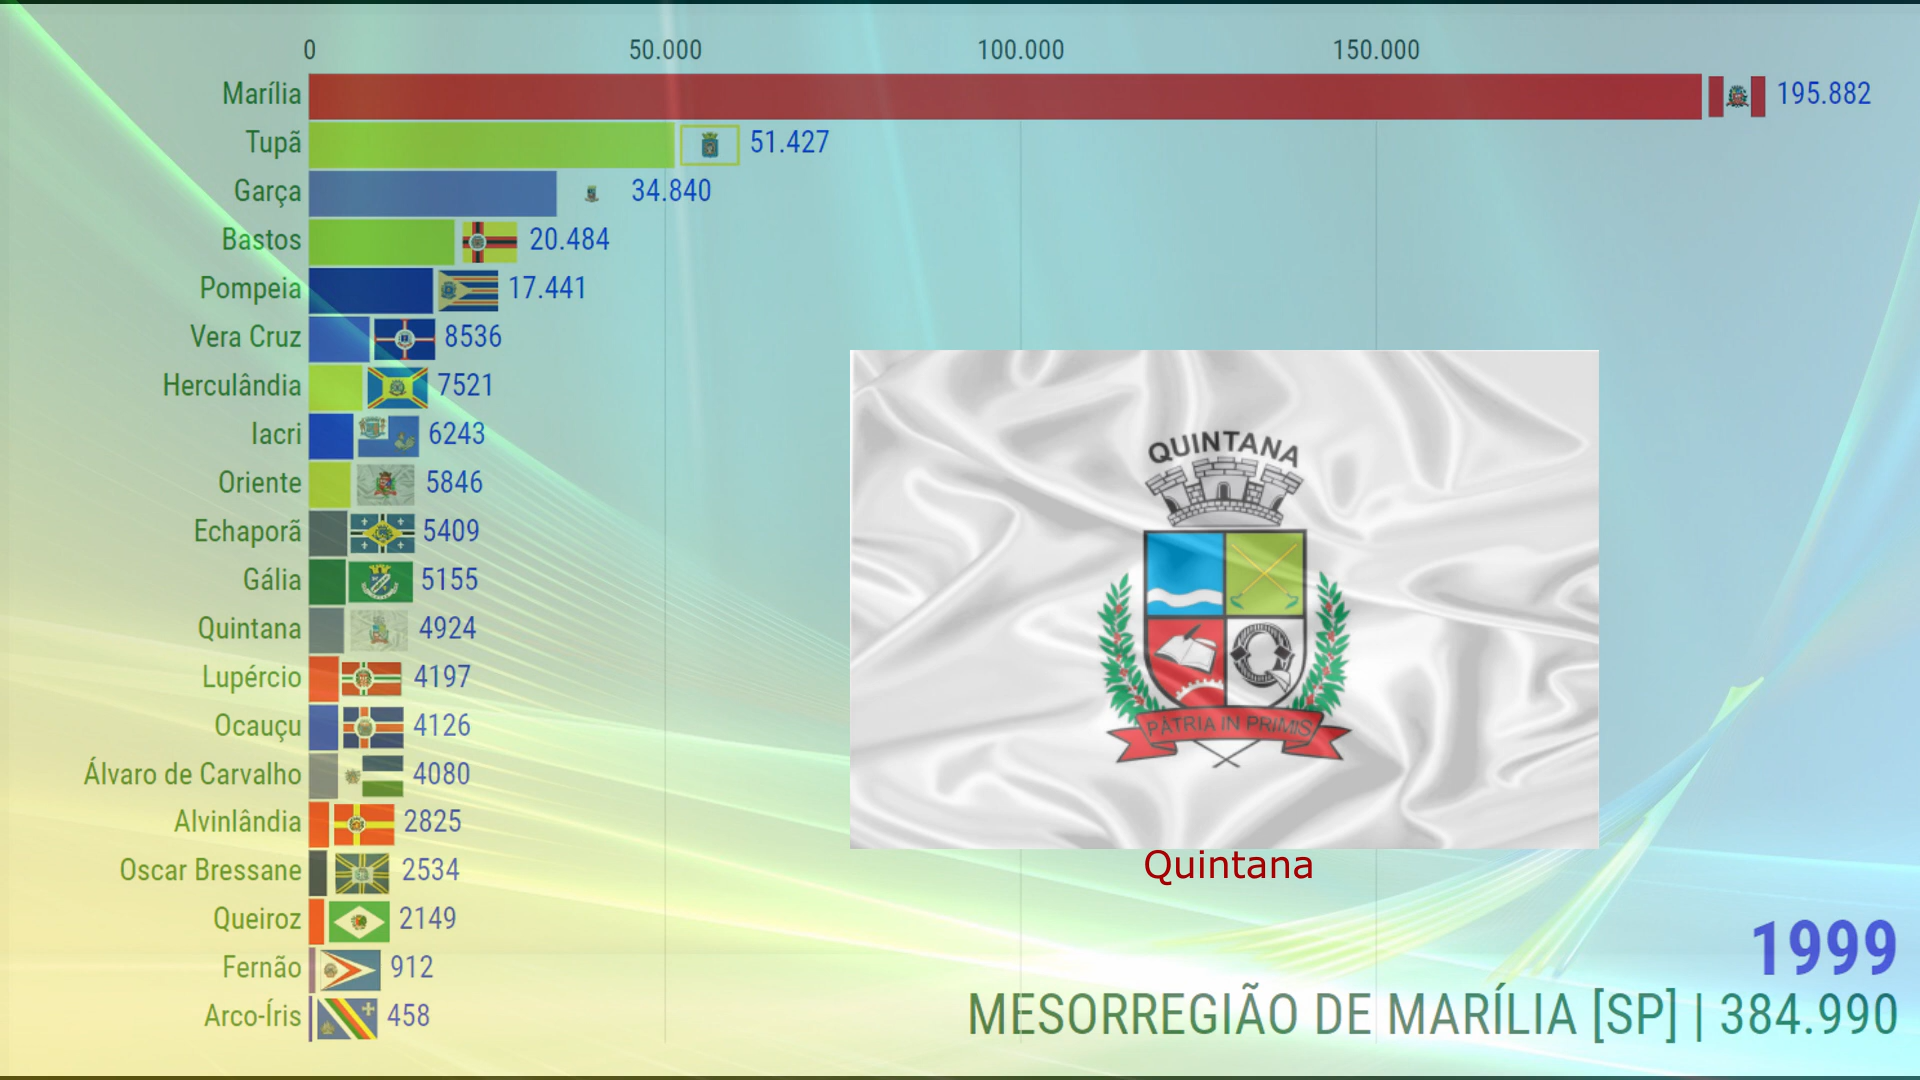 0 50.000 100.000 150.000
Marília 195.882
Tupã 51.427
Garça 34.840
Bastos 20.484
Pompeia 17.441
Vera Cruz 8536
Herculândia 7521
Iacri 6243
Oriente 5846
Echaporã 5409
Gália 5155
Quintana 4924
Lupércio 4197
Ocauçu 4126
Álvaro de Carvalho 4080
Alvinlândia 2825
Oscar Bressane 2534
Queiroz 2149
Fernão 912
Arco-Íris 458
QUINTANA
PÁTRIA IN PRIMIS
Quintana
1999
MESORREGIÃO DE MARÍLIA [SP] | 384.990